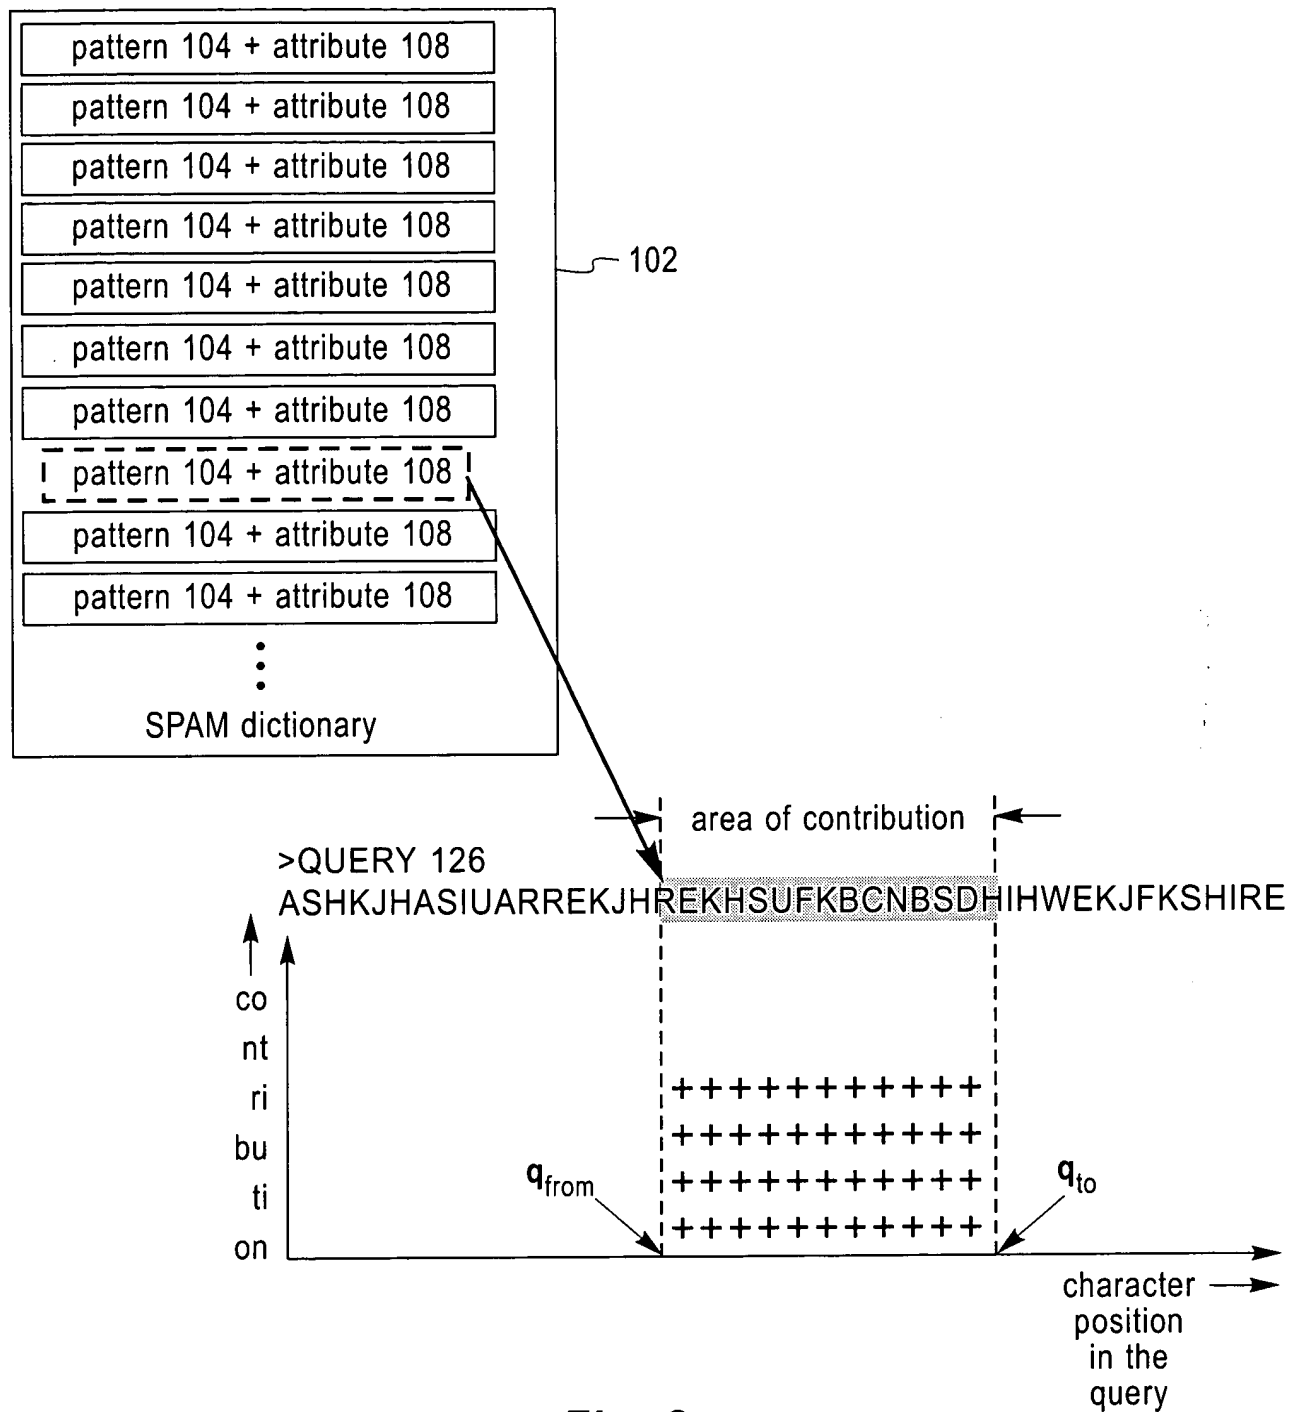 pattern 104 + attribute 108
pattern 104 + attribute 108
pattern 104 + attribute 108
pattern 104 + attribute 108
pattern 104 + attribute 108
pattern 104 + attribute 108
pattern 104 + attribute 108
pattern 104 + attribute 108
pattern 104 + attribute 108
pattern 104 + attribute 108
SPAM dictionary
102
area of contribution
>QUERY 126
ASHKJHASIUARREKJHREKHSUFKBCNBSDHIHWEKJFKSHIRE
co
nt
ri
bu
ti
on
+++++++++++
+++++++++++
+++++++++++
+++++++++++
qfrom
qto
character
position
in the
query